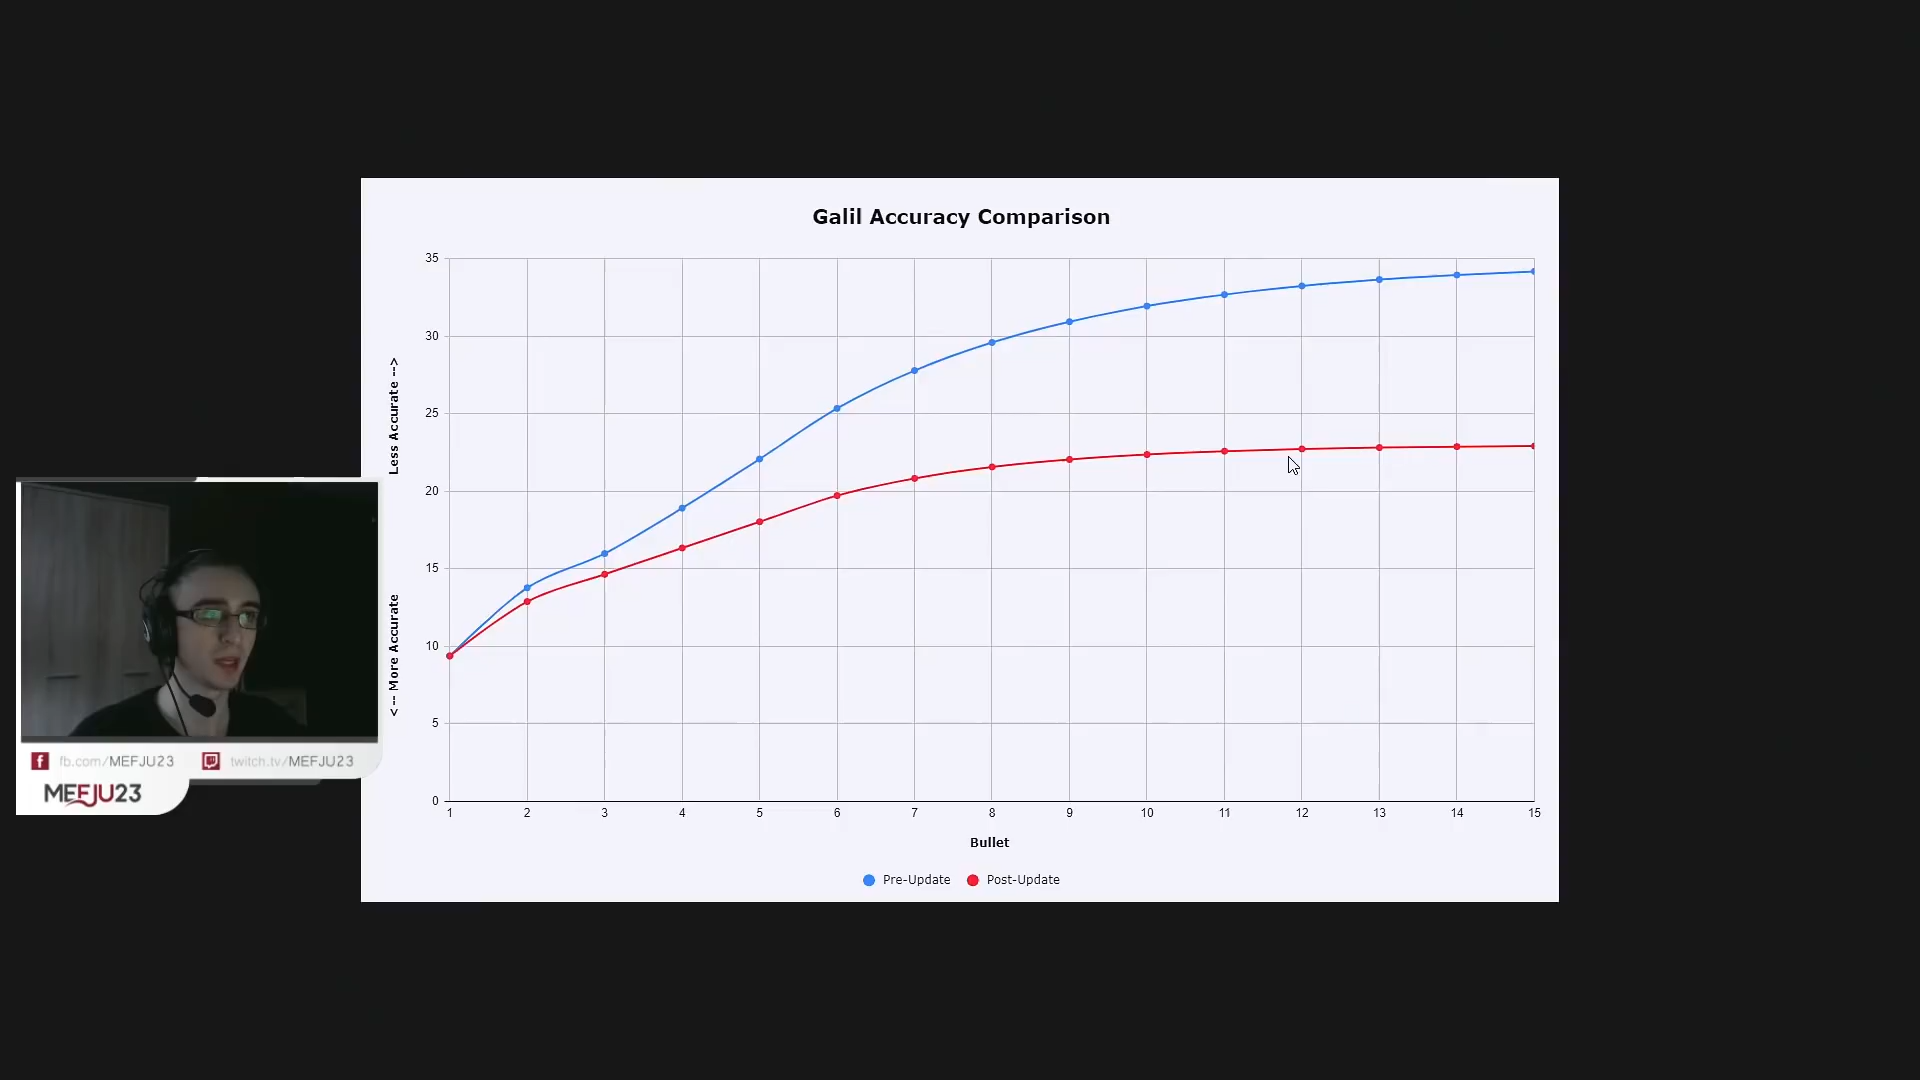 Galil Accuracy Comparison
Less Accurate -->
<-- More Accurate
35
30
25
20
15
10
5
0
1 2 3 4 5 6 7 8 9 10 11 12 13 14 15
Bullet
Pre-Update Post-Update
fb.com/MEFJU23 twitch.tv/MEFJU23
MEFJU23